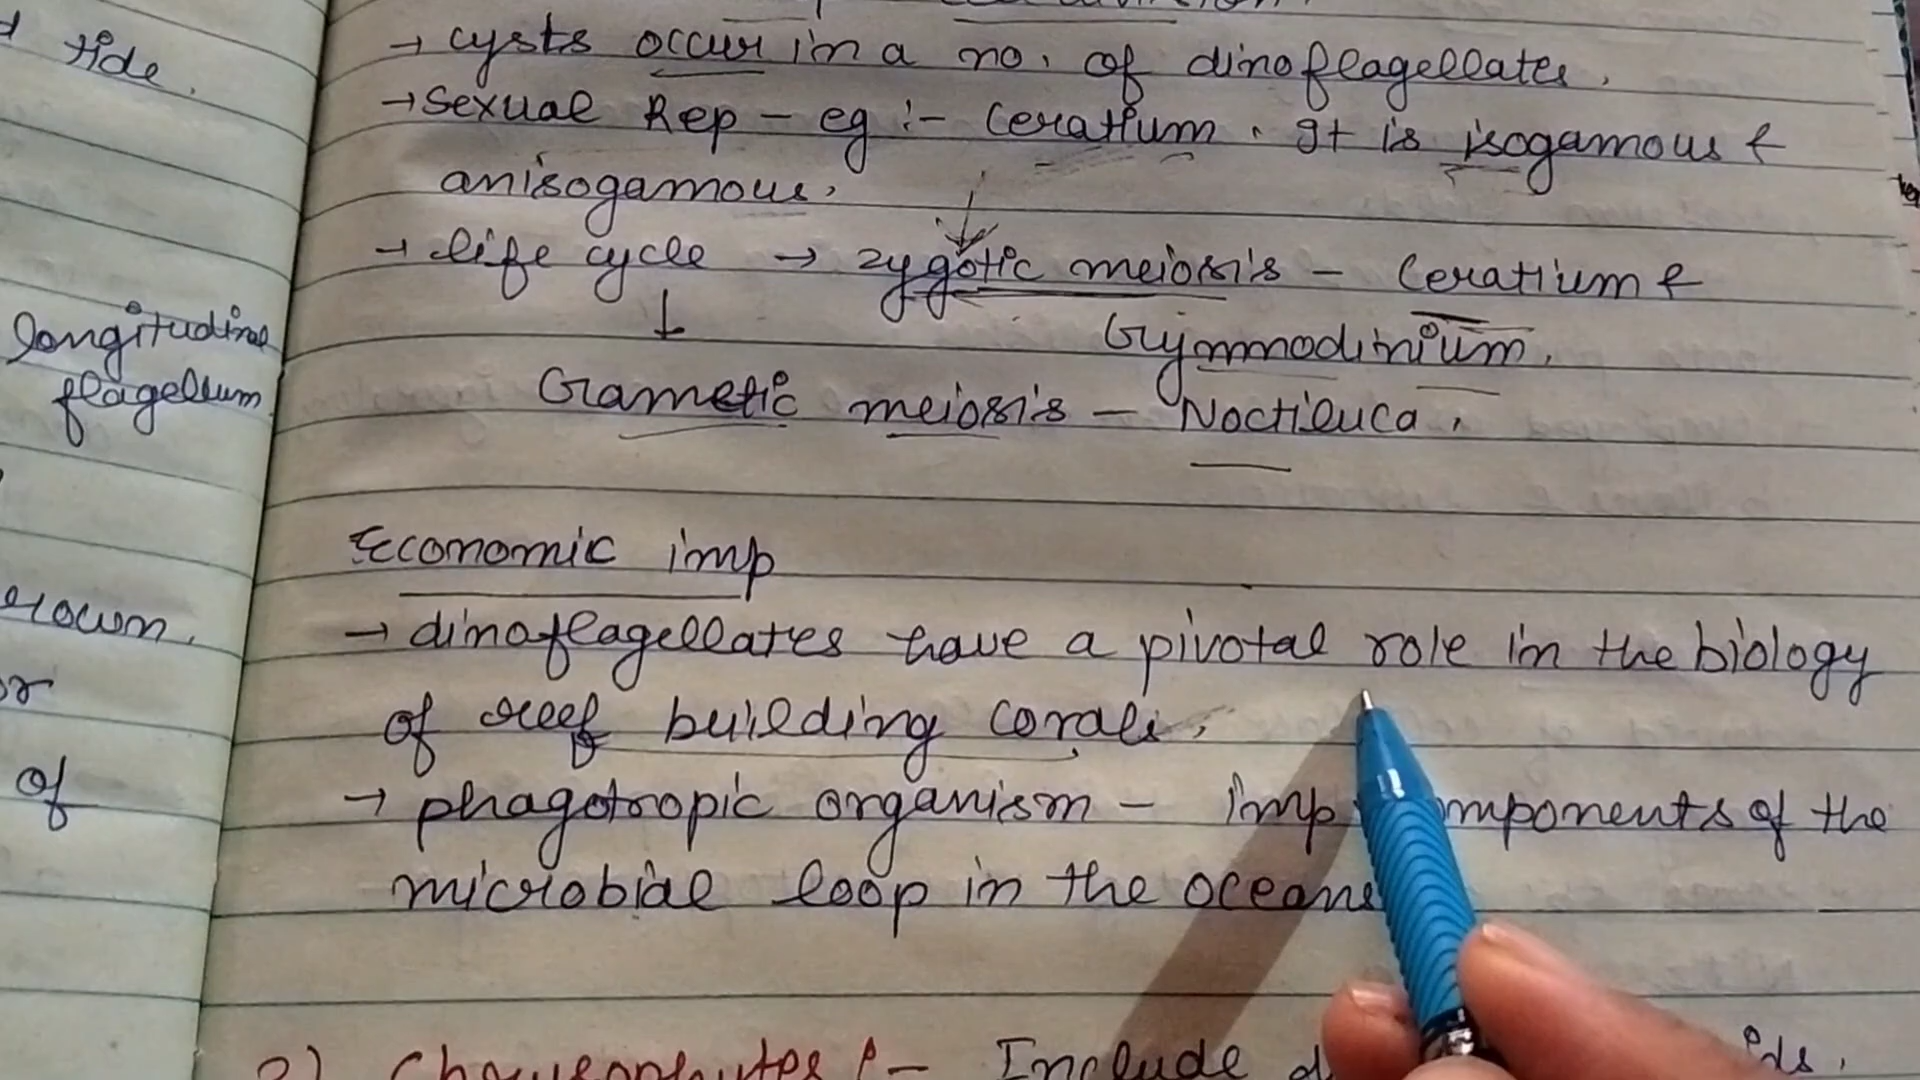 tide.
longitudinal
flagellum
of
→ cysts occur in a no. of dinoflagellates.
→ Sexual Rep - eg :- Ceratium. It is isogamous &
anisogamous.
→ life cycle → zygotic meiosis - Ceratium &
↓ Gymnodinium.
Gametic meiosis - Noctiluca.
Economic imp
→ dinoflagellates have a pivotal role in the biology
of reef building corals.
→ phagotropic organism - imp components of the
microbial loop in the oceans
Include